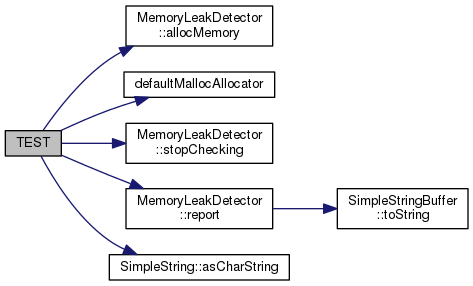 MemoryLeakDetector
::allocMemory
defaultMallocAllocator
TEST
MemoryLeakDetector
::stopChecking
MemoryLeakDetector
::report
SimpleStringBuffer
::toString
SimpleString::asCharString